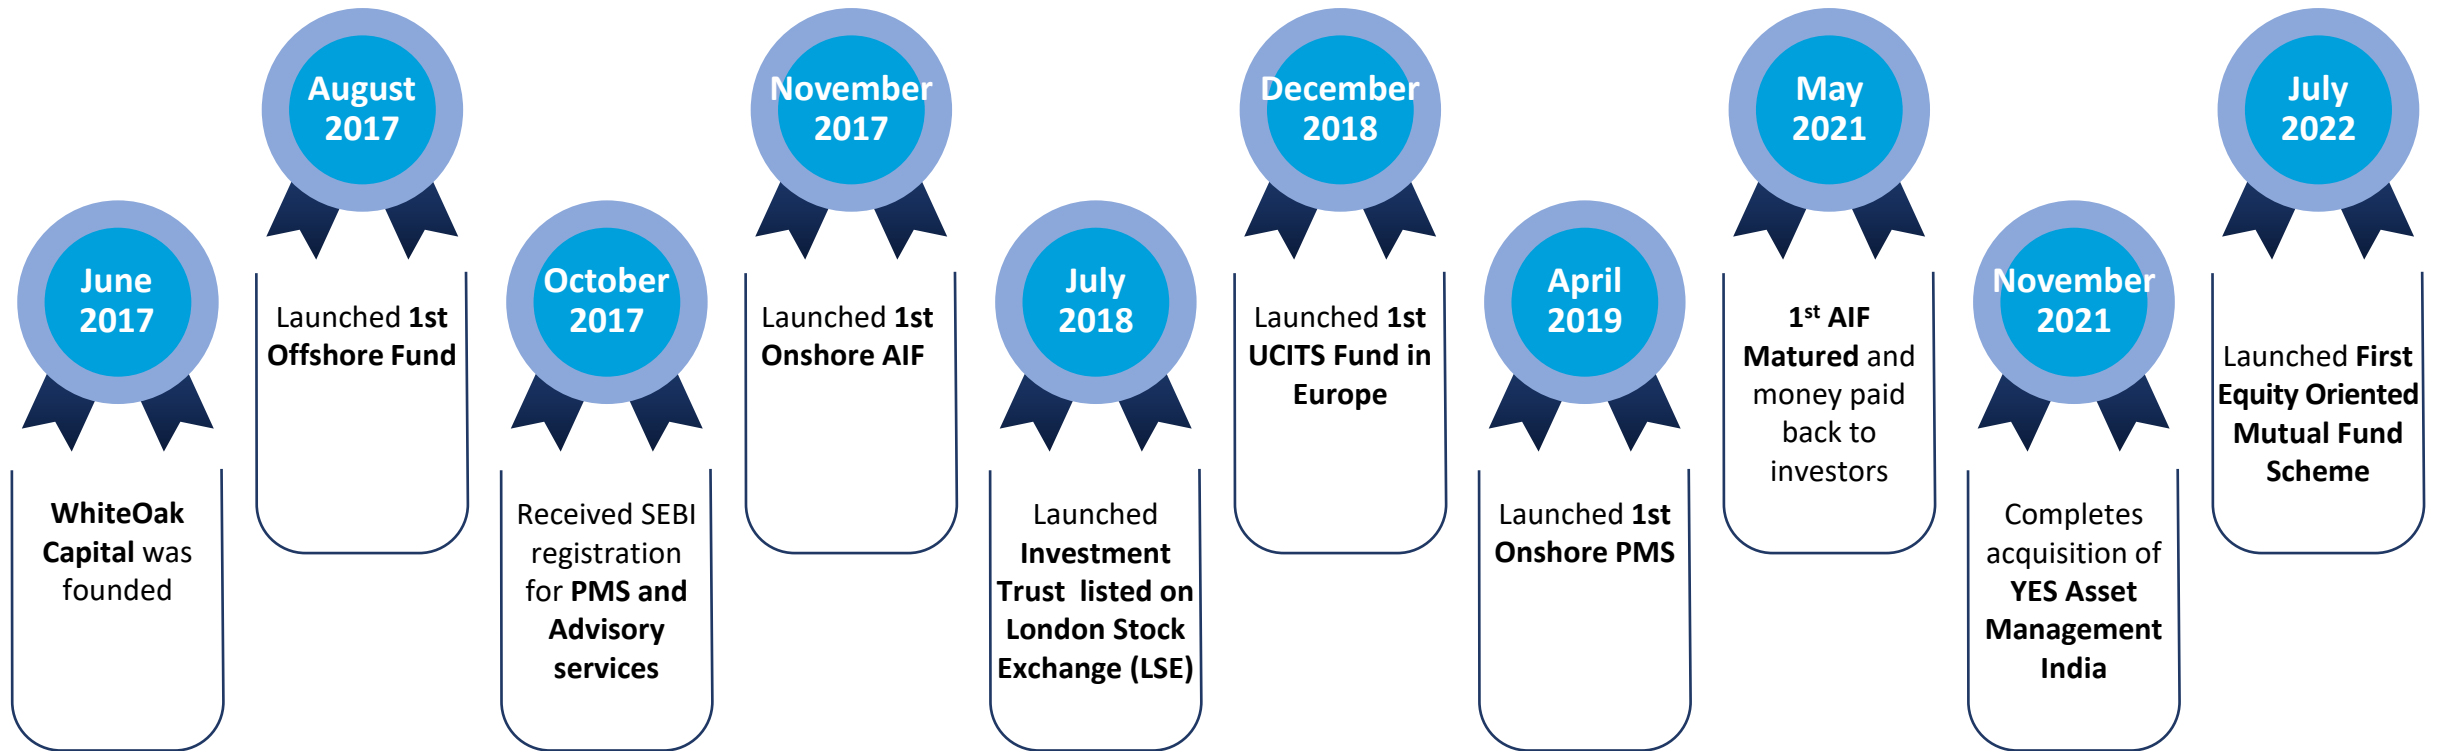 June
2017
WhiteOak
Capital was
founded
August
2017
Launched 1st
Offshore Fund
October
2017
Received SEBI
registration
for PMS and
Advisory
services
November
2017
Launched 1st
Onshore AIF
July
2018
Launched
Investment
Trust listed on
London Stock
Exchange (LSE)
December
2018
Launched 1st
UCITS Fund in
Europe
April
2019
Launched 1st
Onshore PMS
May
2021
1st AIF
Matured and
money paid
back to
investors
November
2021
Completes
acquisition of
YES Asset
Management
India
July
2022
Launched First
Equity Oriented
Mutual Fund
Scheme